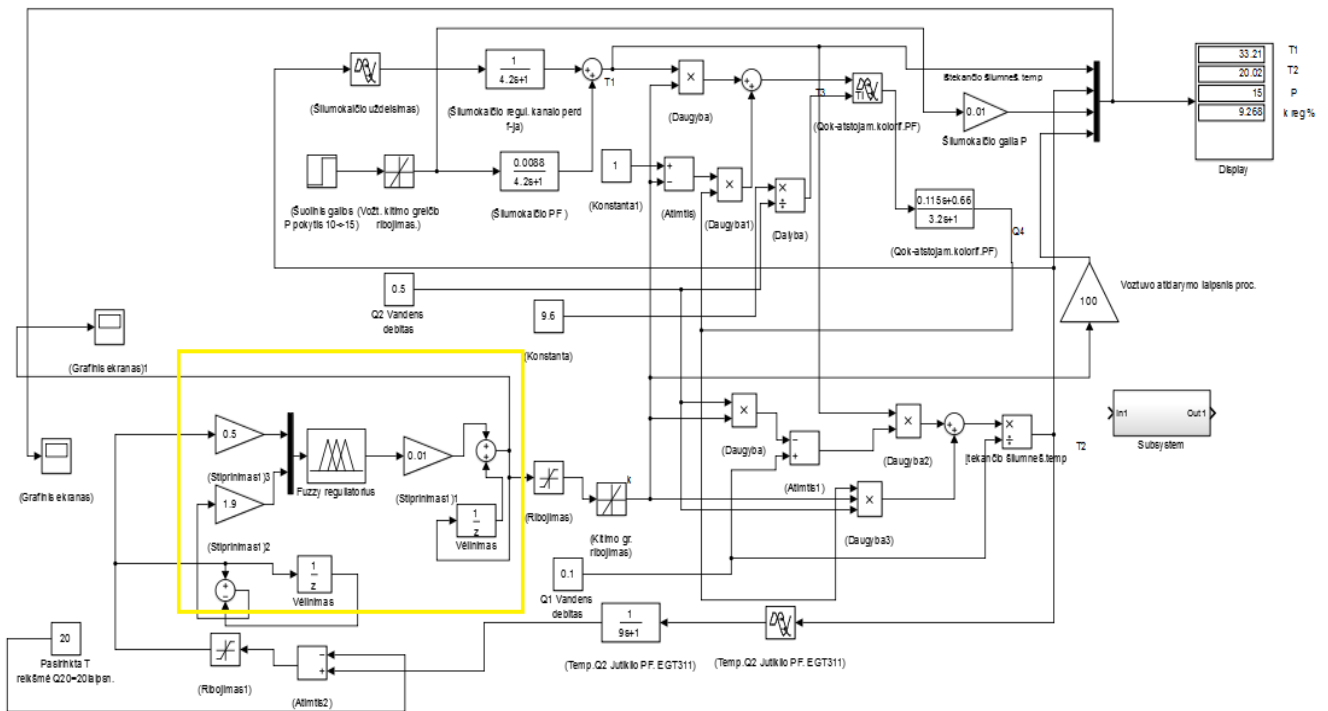 33.21
T1
20.02
T2
15
P
9.268
k reg%
Display
1
4.2s+1
T1
(Šilumokaičio uždelsimas)
(Šilumokaičio regul. kanalo perd
f-ja)
×
(Daugyba)
T3
(Qok-atstojam.kolorif.PF)
Ištekančio šilumneš.temp
0.01
Šilumokaičio galia P
0.0088
4.2s+1
(Šilumokaičio PF)
(Šuolinis galios
P pokytis 10->15)
(Vožt. kitimo greičio
ribojimas.)
1
(Konstanta1)
(Atimtis)
×
(Daugyba1)
×
÷
(Dalyba)
0.115s+0.66
3.2s+1
Q4
(Qok-atstojam.kolorif.PF)
0.5
Q2 Vandens
debitas
9.6
(Konstanta)
100
Voztuvo atidarymo laipsnis proc.
(Grafinis ekranas)1
(Grafinis ekranas)
0.5
(Stiprinimas1)3
1.9
(Stiprinimas1)2
Fuzzy reguliatorius
0.01
(Stiprinimas1)1
1
z
Vėlinimas
1
z
Vėlinimas
(Ribojimas)
k
(Kitimo gr.
ribojimas)
×
(Daugyba)
(Atimtis1)
×
(Daugyba2)
×
(Daugyba3)
×
÷
Įtekančio šilumneš.temp
T2
In1
Out1
Subsystem
0.1
Q1 Vandens
debitas
1
9s+1
(Temp.Q2 Jutiklio PF. EGT311)
(Temp.Q2 Jutiklio PF. EGT311)
20
Pasirinkta T
reikšmė Q20=20laipsn.
(Ribojimas1)
(Atimtis2)